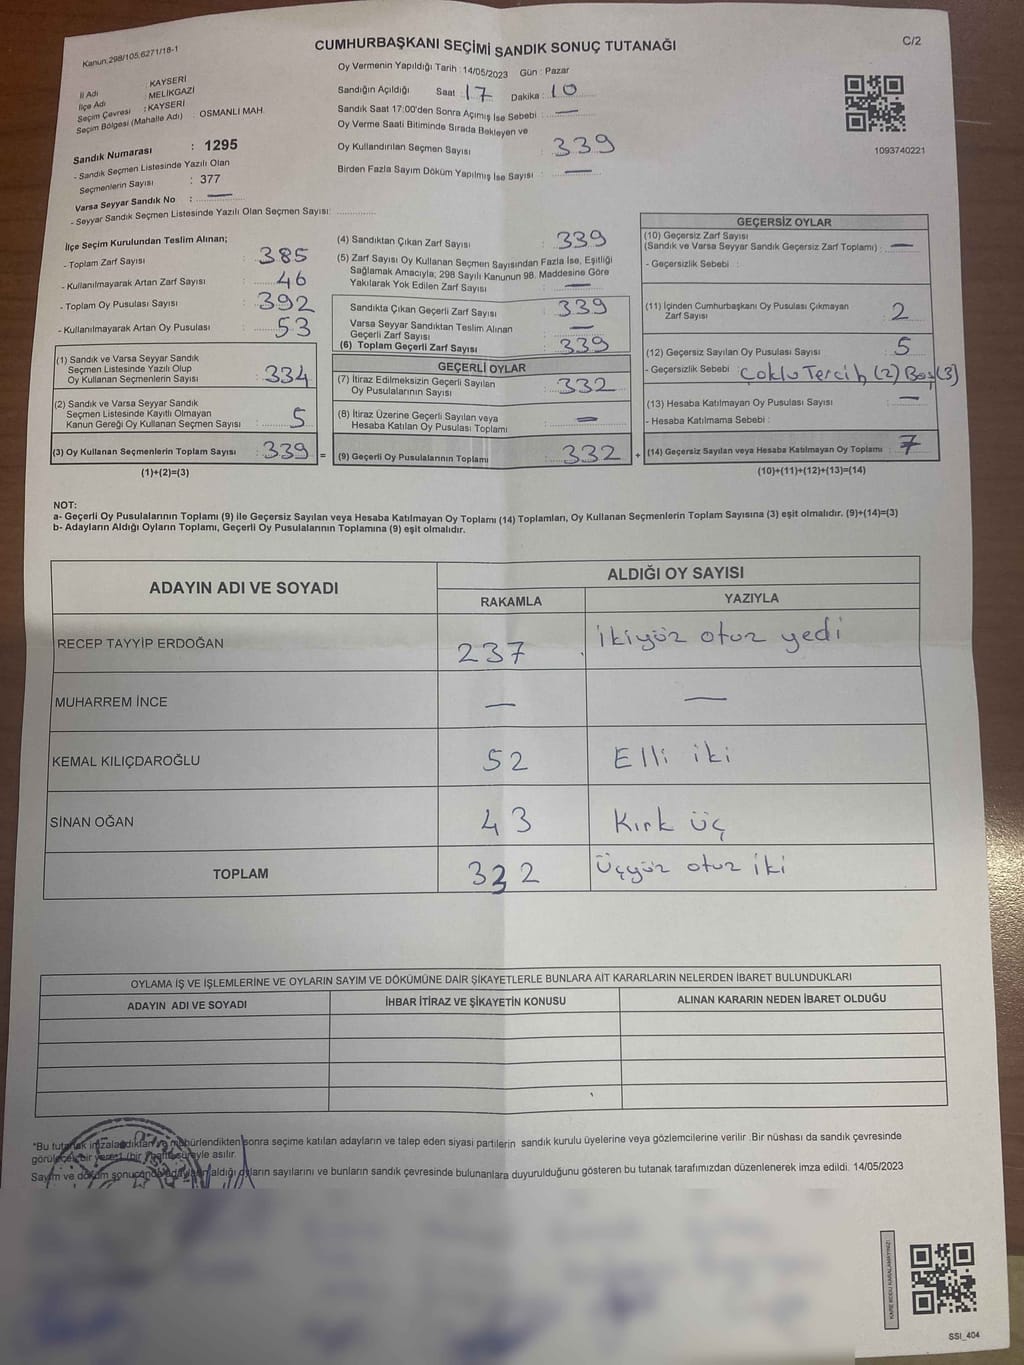 Kanun.298/105,6271/18-1
CUMHURBAŞKANI SEÇİMİ SANDIK SONUÇ TUTANAĞI
C/2
İl Adı : KAYSERİ
İlçe Adı : MELİKGAZİ
Seçim Çevresi : KAYSERİ
Seçim Bölgesi (Mahalle Adı) : OSMANLI MAH.
Sandık Numarası : 1295
- Sandık Seçmen Listesinde Yazılı Olan
Seçmenlerin Sayısı : 377
Varsa Seyyar Sandık No : —
- Seyyar Sandık Seçmen Listesinde Yazılı Olan Seçmen Sayısı: ............
Oy Vermenin Yapıldığı Tarih : 14/05/2023 Gün : Pazar
Sandığın Açıldığı Saat 17 Dakika : 10
Sandık Saat 17:00'den Sonra Açımış İse Sebebi : —
Oy Verme Saati Bitiminde Sırada Bekleyen ve
Oy Kullandırılan Seçmen Sayısı : 339
Birden Fazla Sayım Döküm Yapılmış İse Sayısı : —
1093740221
İlçe Seçim Kurulundan Teslim Alınan;
- Toplam Zarf Sayısı : 385
- Kullanılmayarak Artan Zarf Sayısı : 46
- Toplam Oy Pusulası Sayısı : 392
- Kullanılmayarak Artan Oy Pusulası : 53
(1) Sandık ve Varsa Seyyar Sandık
Seçmen Listesinde Yazılı Olup
Oy Kullanan Seçmenlerin Sayısı : 334
(2) Sandık ve Varsa Seyyar Sandık
Seçmen Listesinde Kayıtlı Olmayan
Kanun Gereği Oy Kullanan Seçmen Sayısı : 5
(3) Oy Kullanan Seçmenlerin Toplam Sayısı : 339 =
(1)+(2)=(3)
(4) Sandıktan Çıkan Zarf Sayısı : 339
(5) Zarf Sayısı Oy Kullanan Seçmen Sayısından Fazla İse, Eşitliği
Sağlamak Amacıyla; 298 Sayılı Kanunun 98. Maddesine Göre
Yakılarak Yok Edilen Zarf Sayısı : —
Sandıkta Çıkan Geçerli Zarf Sayısı : 339
Varsa Seyyar Sandıktan Teslim Alınan
Geçerli Zarf Sayısı : —
(6) Toplam Geçerli Zarf Sayısı : 339
GEÇERLİ OYLAR
(7) İtiraz Edilmeksizin Geçerli Sayılan
Oy Pusulalarının Sayısı : 332
(8) İtiraz Üzerine Geçerli Sayılan veya
Hesaba Katılan Oy Pusulası Toplamı : —
(9) Geçerli Oy Pusulalarının Toplamı : 332 +
GEÇERSİZ OYLAR
(10) Geçersiz Zarf Sayısı
(Sandık ve Varsa Seyyar Sandık Geçersiz Zarf Toplamı) : —
- Geçersizlik Sebebi :
(11) İçinden Cumhurbaşkanı Oy Pusulası Çıkmayan
Zarf Sayısı : 2
(12) Geçersiz Sayılan Oy Pusulası Sayısı : 5
- Geçersizlik Sebebi : Çoklu Tercih (2) Boş(3)
(13) Hesaba Katılmayan Oy Pusulası Sayısı : —
- Hesaba Katılmama Sebebi :
(14) Geçersiz Sayılan veya Hesaba Katılmayan Oy Toplamı : 7
(10)+(11)+(12)+(13)=(14)
NOT:
a- Geçerli Oy Pusulalarının Toplamı (9) ile Geçersiz Sayılan veya Hesaba Katılmayan Oy Toplamı (14) Toplamları, Oy Kullanan Seçmenlerin Toplam Sayısına (3) eşit olmalıdır. (9)+(14)=(3)
b- Adayların Aldığı Oyların Toplamı, Geçerli Oy Pusulalarının Toplamına (9) eşit olmalıdır.
ADAYIN ADI VE SOYADI
ALDIĞI OY SAYISI
RAKAMLA YAZIYLA
RECEP TAYYİP ERDOĞAN 237 ikiyüz otuz yedi
MUHARREM İNCE — —
KEMAL KILIÇDAROĞLU 52 Elli iki
SİNAN OĞAN 43 Kırk üç
TOPLAM 332 Üçyüz otuz iki
OYLAMA İŞ VE İŞLEMLERİNE VE OYLARIN SAYIM VE DÖKÜMÜNE DAİR ŞİKAYETLERLE BUNLARA AİT KARARLARIN NELERDEN İBARET BULUNDUKLARI
ADAYIN ADI VE SOYADI İHBAR İTİRAZ VE ŞİKAYETİN KONUSU ALINAN KARARIN NEDEN İBARET OLDUĞU
*Bu tutanak imzalandıktan ve mühürlendikten sonra seçime katılan adayların ve talep eden siyasi partilerin sandık kurulu üyelerine veya gözlemcilerine verilir .Bir nüshası da sandık çevresinde
görülecek bir yere 1 (bir) hafta süreyle asılır.
Sayım ve döküm sonucunda adayların aldığı oyların sayılarını ve bunların sandık çevresinde bulunanlara duyurulduğunu gösteren bu tutanak tarafımızdan düzenlenerek imza edildi. 14/05/2023
KARE KODU KARALAMAYINIZ!
SSI_404